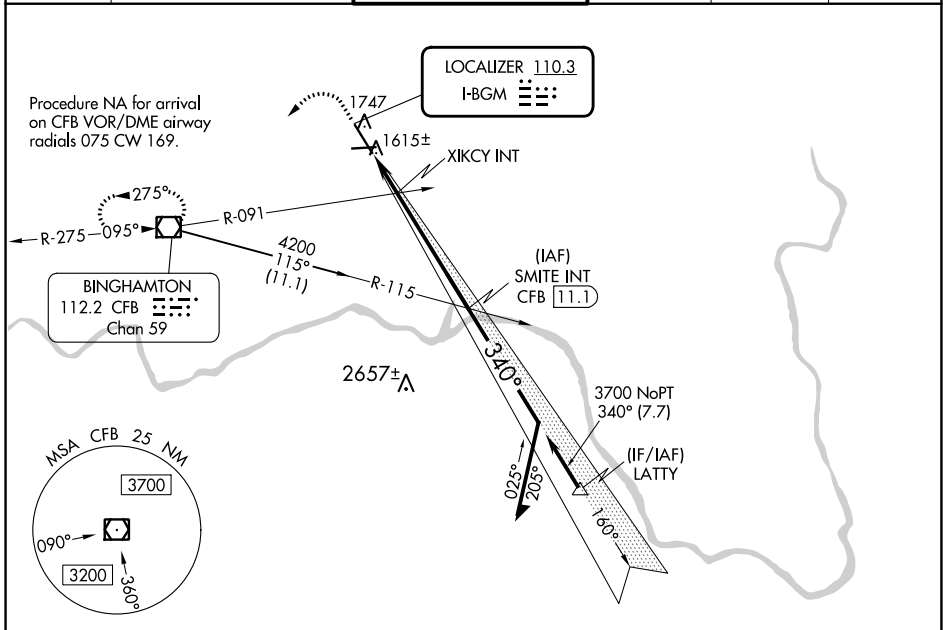 LOCALIZER 110.3
I-BGM
Procedure NA for arrival
on CFB VOR/DME airway
radials 075 CW 169.
1747
1615±
XIKCY INT
275°
R-091
R-275
095°
4200
115°
(11.1)
R-115
(IAF)
SMITE INT
CFB 11.1
BINGHAMTON
112.2 CFB
Chan 59
340°
2657±
3700 NoPT
340° (7.7)
(IF/IAF)
LATTY
025°
205°
160°
MSA CFB 25 NM
3700
090°
3200
360°